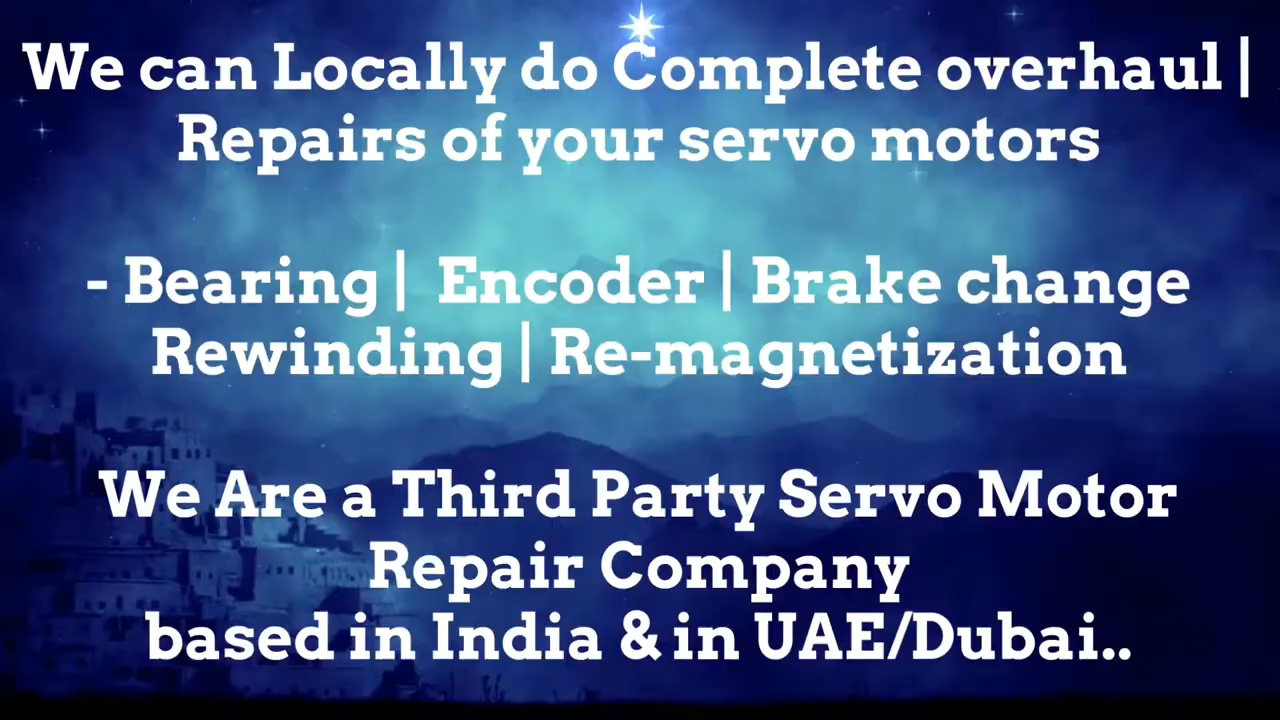 We can Locally do Complete overhaul |
Repairs of your servo motors
- Bearing | Encoder | Brake change
Rewinding | Re-magnetization
We Are a Third Party Servo Motor
Repair Company
based in India & in UAE/Dubai..